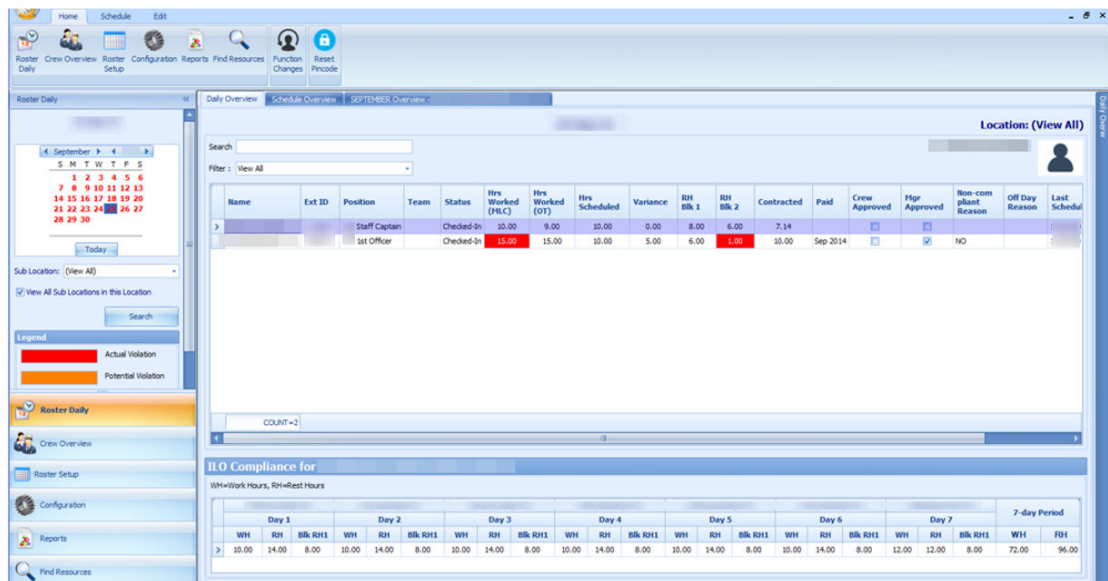 Home Schedule Edit
Roster Daily Crew Overview Roster Setup Configuration Reports Find Resources Function Changes Reset Pincode
Roster Daily
Daily Overview Schedule Overview SEPTEMBER Overview -
Daily Overw
Location: (View All)
Search
Filter : View All
September
S M T W T F S
1 2 3 4 5 6
7 8 9 10 11 12 13
14 15 16 17 18 19 20
21 22 23 24 25 26 27
28 29 30
Today
Sub Location: (View All)
View All Sub Locations in this Location
Search
Legend
Actual Violation
Potential Violation
Roster Daily
Crew Overview
Roster Setup
Configuration
Reports
Find Resources
Name Ext ID Position Team Status Hrs Worked (MLC) Hrs Worked (OT) Hrs Scheduled Variance RH Blk 1 RH Blk 2 Contracted Paid Crew Approved Mgr Approved Non-com pliant Reason Off Day Reason Last Schedul
Staff Captain Checked-In 10.00 9.00 10.00 0.00 8.00 6.00 7.14
1st Officer Checked-In 15.00 15.00 10.00 5.00 6.00 1.00 10.00 Sep 2014 NO
COUNT=2
ILO Compliance for
WH=Work Hours, RH=Rest Hours
Day 1 Day 2 Day 3 Day 4 Day 5 Day 6 Day 7 7-day Period
WH RH Blk RH1 WH RH Blk RH1 WH RH Blk RH1 WH RH Blk RH1 WH RH Blk RH1 WH RH Blk RH1 WH RH Blk RH1 WH RH
10.00 14.00 8.00 10.00 14.00 8.00 10.00 14.00 8.00 10.00 14.00 8.00 10.00 14.00 8.00 10.00 14.00 8.00 12.00 12.00 8.00 72.00 96.00